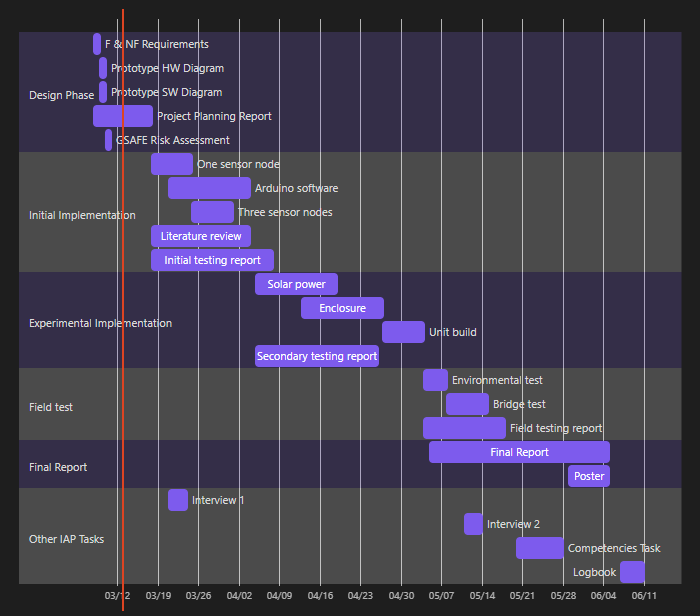 F & NF Requirements
Prototype HW Diagram
Prototype SW Diagram
Design Phase
Project Planning Report
GSAFE Risk Assessment
One sensor node
Arduino software
Initial Implementation
Three sensor nodes
Literature review
Initial testing report
Solar power
Enclosure
Experimental Implementation
Unit build
Secondary testing report
Environmental test
Field test
Bridge test
Field testing report
Final Report
Final Report
Poster
Interview 1
Other IAP Tasks
Interview 2
Competencies Task
Logbook
03/12 03/19 03/26 04/02 04/09 04/16 04/23 04/30 05/07 05/14 05/21 05/28 06/04 06/11